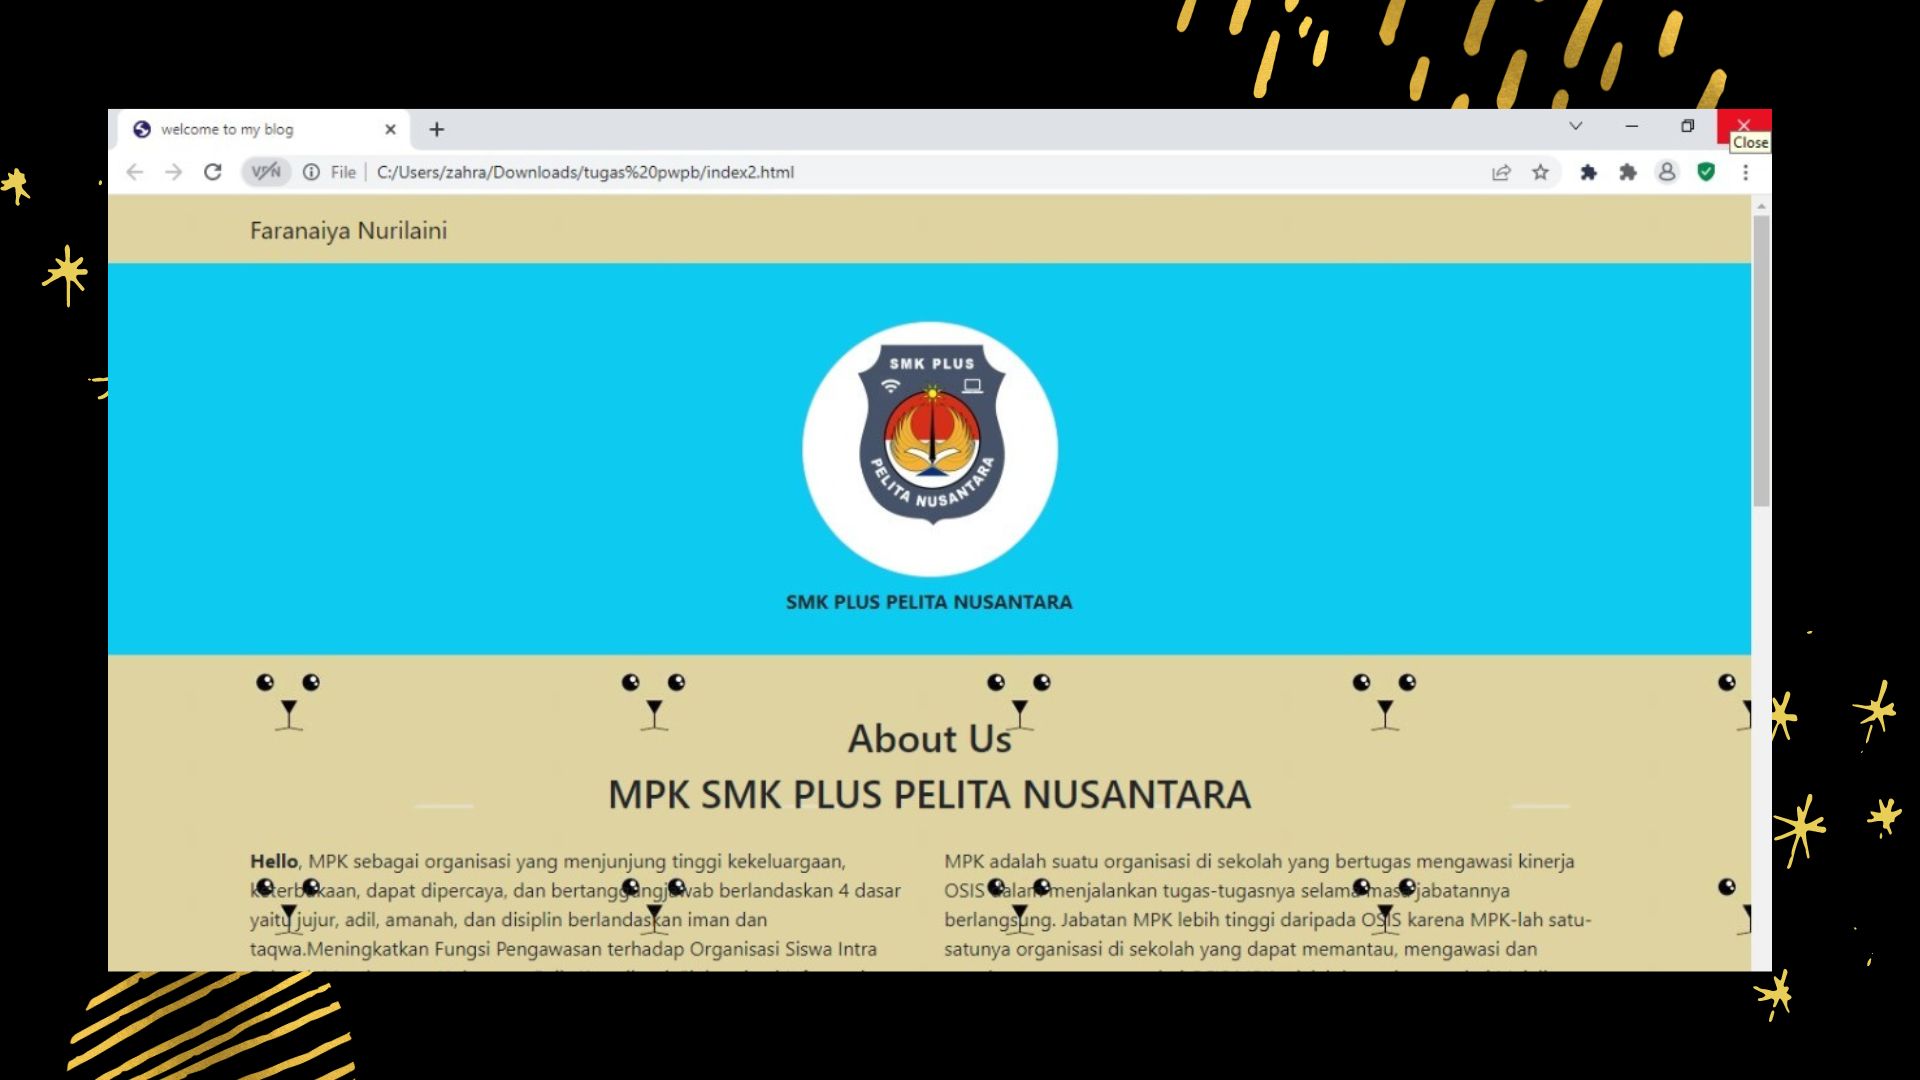 welcome to my blog
Close
VPN
File
C:/Users/zahra/Downloads/tugas%20pwpb/index2.html
Faranaiya Nurilaini
SMK PLUS
PELITA NUSANTARA
SMK PLUS PELITA NUSANTARA
About Us
MPK SMK PLUS PELITA NUSANTARA
Hello, MPK sebagai organisasi yang menjunjung tinggi kekeluargaan,
keterbukaan, dapat dipercaya, dan bertanggungjawab berlandaskan 4 dasar
yaitu jujur, adil, amanah, dan disiplin berlandaskan iman dan
taqwa.Meningkatkan Fungsi Pengawasan terhadap Organisasi Siswa Intra
MPK adalah suatu organisasi di sekolah yang bertugas mengawasi kinerja
OSIS dalam menjalankan tugas-tugasnya selama masa jabatannya
berlangsung. Jabatan MPK lebih tinggi daripada OSIS karena MPK-lah satu-
satunya organisasi di sekolah yang dapat memantau, mengawasi dan